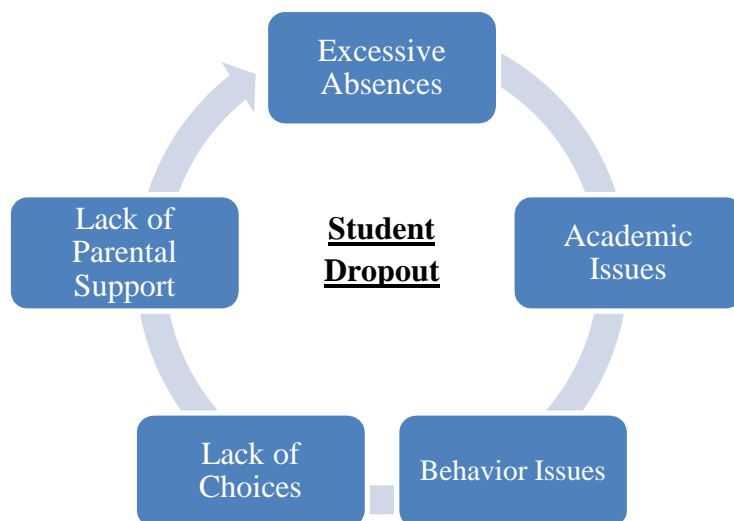 Excessive
Absences
Academic
Issues
Behavior Issues
Lack of
Choices
Lack of
Parental
Support
Student
Dropout